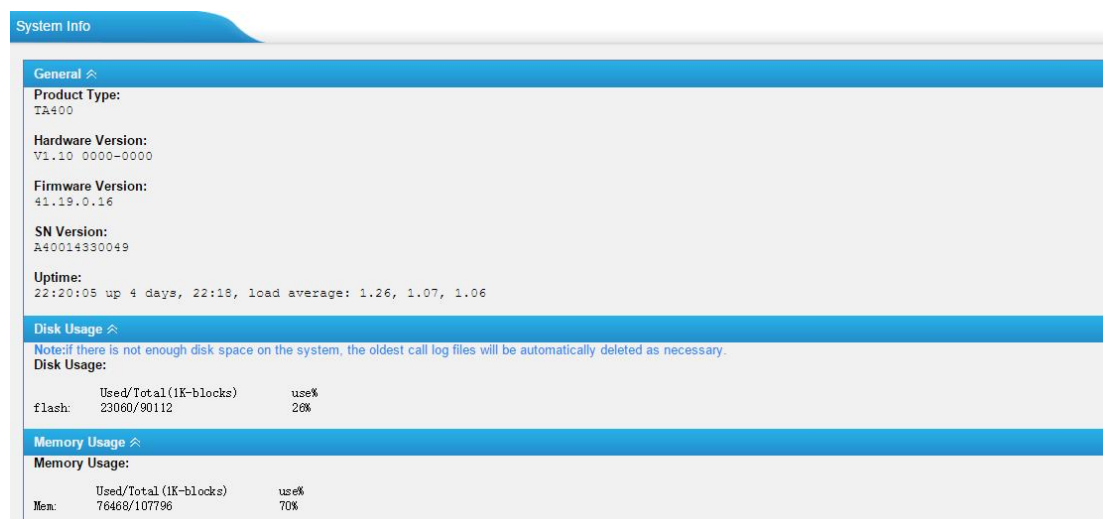 System Info
General
Product Type:
TA400
Hardware Version:
V1.10 0000-0000
Firmware Version:
41.19.0.16
SN Version:
A40014330049
Uptime:
22:20:05 up 4 days, 22:18, load average: 1.26, 1.07, 1.06
Disk Usage
Note:if there is not enough disk space on the system, the oldest call log files will be automatically deleted as necessary.
Disk Usage:
Used/Total(1K-blocks) use%
flash: 23060/90112 26%
Memory Usage
Memory Usage:
Used/Total(1K-blocks) use%
Mem: 76468/107796 70%